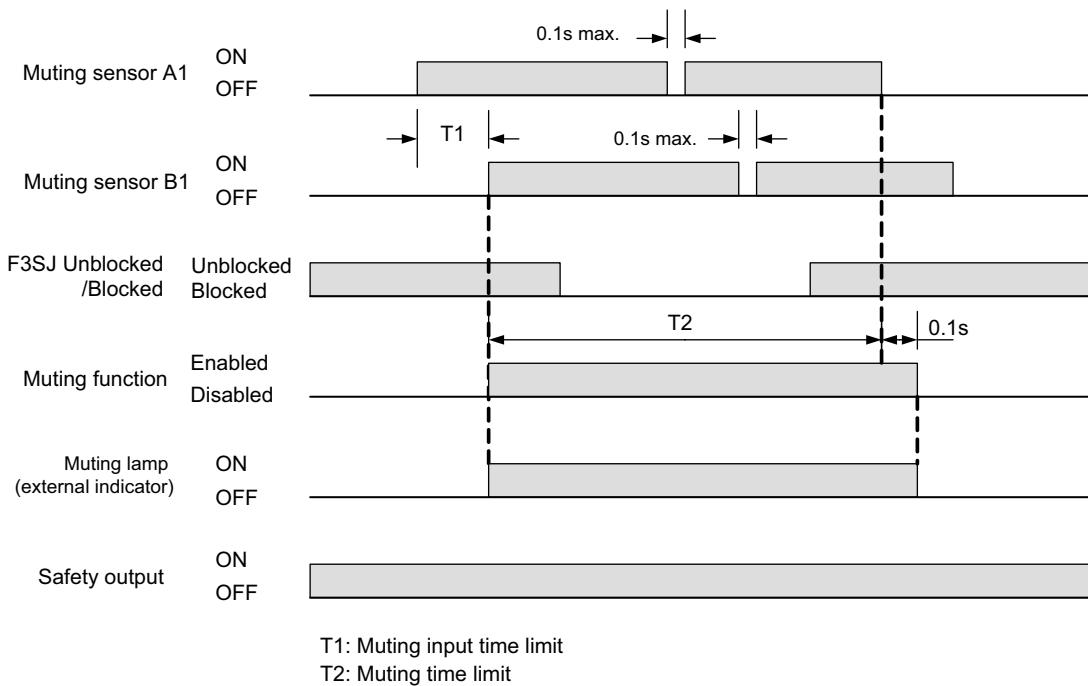 0.1s max.
Muting sensor A1
ON
OFF
T1
0.1s max.
Muting sensor B1
ON
OFF
F3SJ Unblocked
/Blocked
Unblocked
Blocked
T2
0.1s
Muting function
Enabled
Disabled
Muting lamp
(external indicator)
ON
OFF
Safety output
ON
OFF
T1: Muting input time limit
T2: Muting time limit